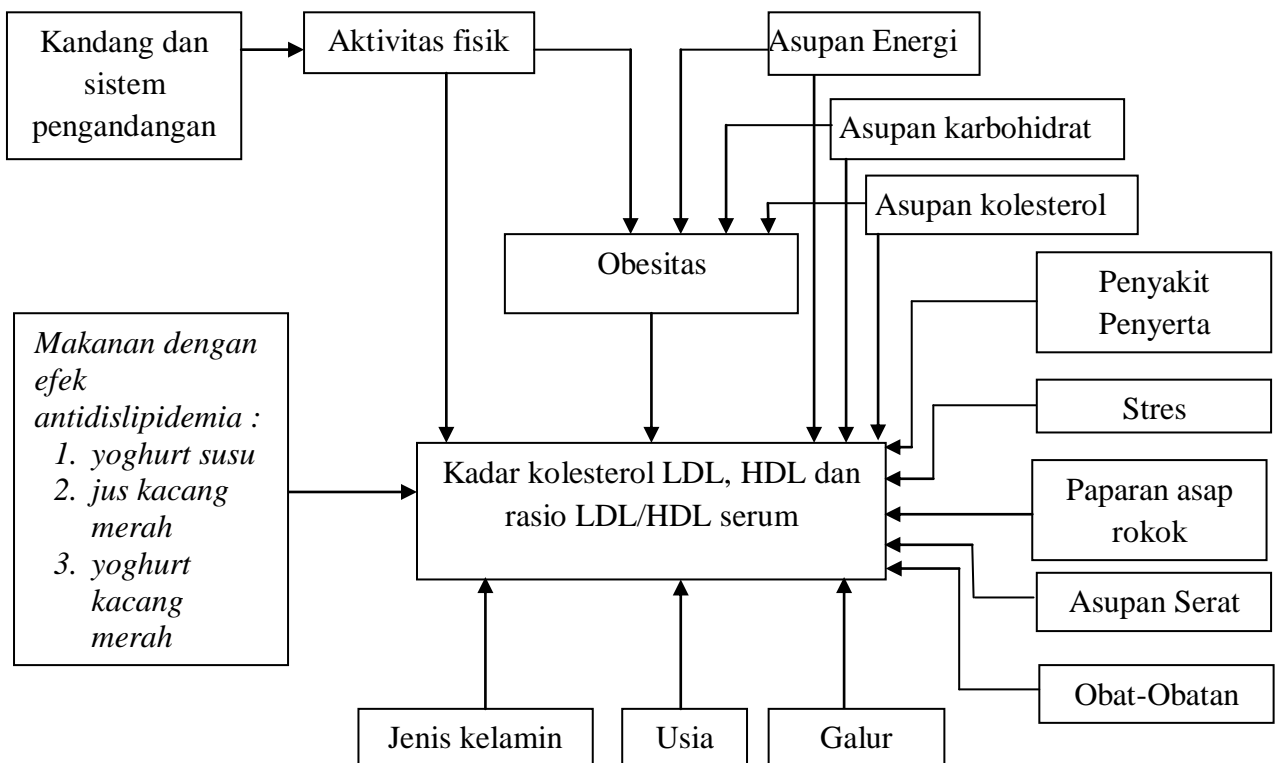 Kandang dan
sistem
pengandangan
Aktivitas fisik
Asupan Energi
Asupan karbohidrat
Asupan kolesterol
Obesitas
Penyakit
Penyerta
Makanan dengan
efek
antidislipidemia :
1. yoghurt susu
2. jus kacang
merah
3. yoghurt
kacang
merah
Stres
Kadar kolesterol LDL, HDL dan
rasio LDL/HDL serum
Paparan asap
rokok
Asupan Serat
Obat-Obatan
Jenis kelamin
Usia
Galur